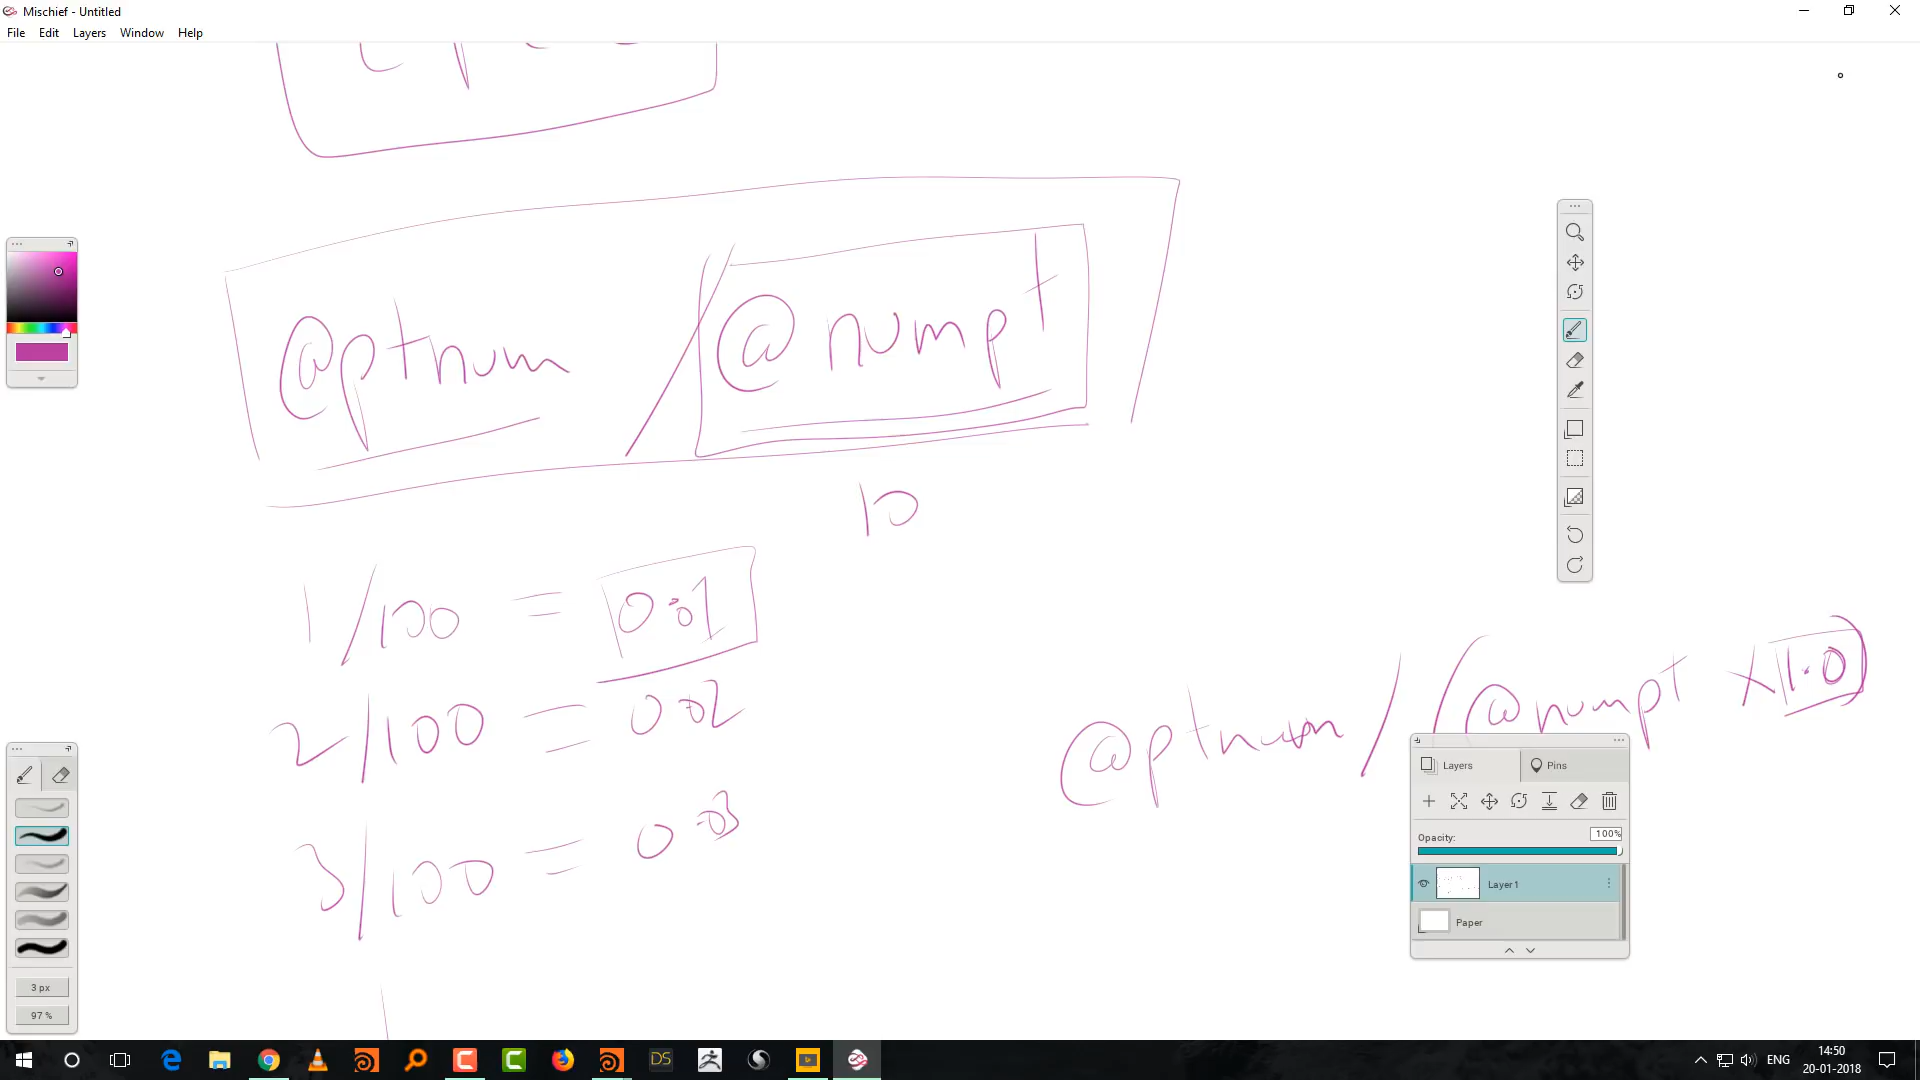 Mischief - Untitled
File Edit Layers Window Help
@ptnum / @numpt
10
1/100 = 0.01
2/100 = 0.02
3/100 = 0.03
@ptnum / (@numpt x 1.0)
Layers Pins
Opacity: 100%
Layer1
Paper
3 px
97 %
DS
ENG
14:50
20-01-2018